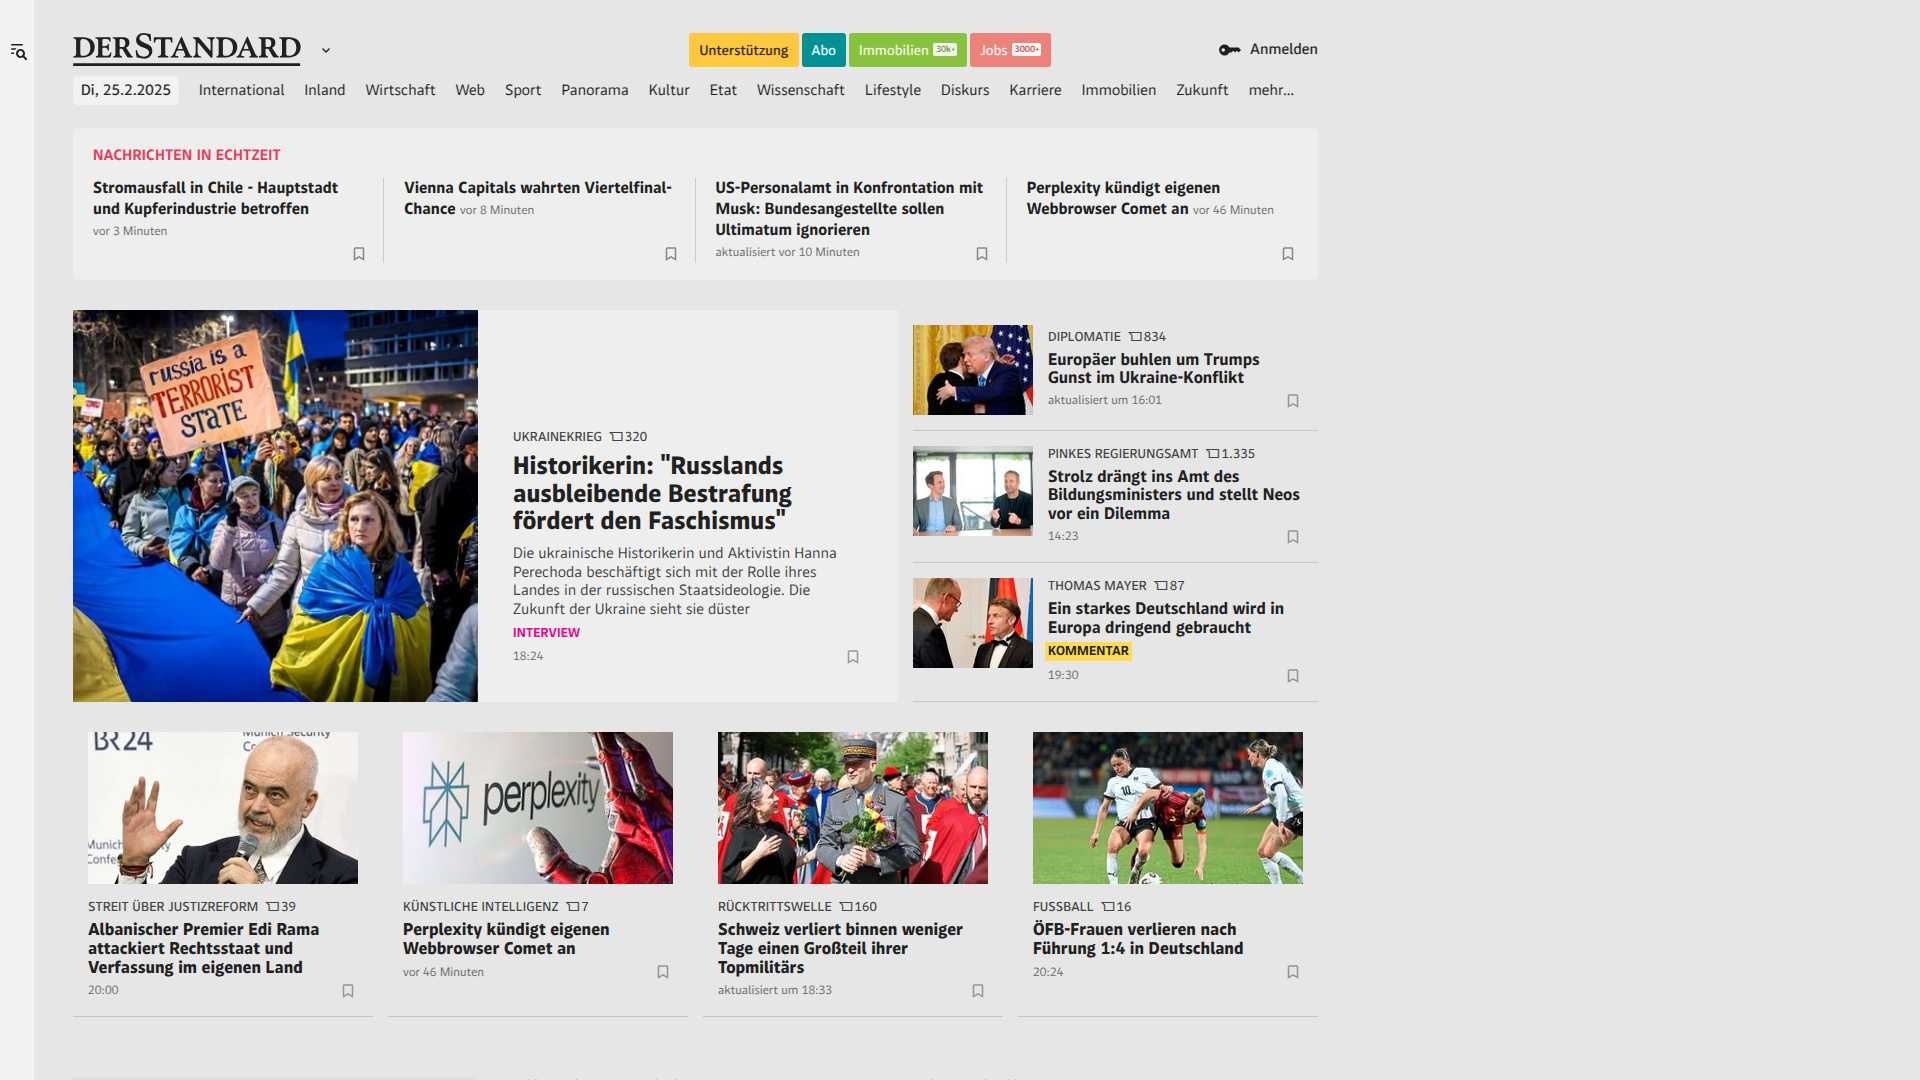 DERSTANDARD
Unterstützung
Abo
Immobilien 30k+
Jobs 3000+
Anmelden
Di, 25.2.2025
International
Inland
Wirtschaft
Web
Sport
Panorama
Kultur
Etat
Wissenschaft
Lifestyle
Diskurs
Karriere
Immobilien
Zukunft
mehr...
NACHRICHTEN IN ECHTZEIT
Stromausfall in Chile - Hauptstadt
und Kupferindustrie betroffen
vor 3 Minuten
Vienna Capitals wahrten Viertelfinal-
Chance vor 8 Minuten
US-Personalamt in Konfrontation mit
Musk: Bundesangestellte sollen
Ultimatum ignorieren
aktualisiert vor 10 Minuten
Perplexity kündigt eigenen
Webbrowser Comet an vor 46 Minuten
russia is a
TERRORIST
STATE
UKRAINEKRIEG 320
Historikerin: "Russlands
ausbleibende Bestrafung
fördert den Faschismus"
Die ukrainische Historikerin und Aktivistin Hanna
Perechoda beschäftigt sich mit der Rolle ihres
Landes in der russischen Staatsideologie. Die
Zukunft der Ukraine sieht sie düster
INTERVIEW
18:24
DIPLOMATIE 834
Europäer buhlen um Trumps
Gunst im Ukraine-Konflikt
aktualisiert um 16:01
PINKES REGIERUNGSAMT 1.335
Strolz drängt ins Amt des
Bildungsministers und stellt Neos
vor ein Dilemma
14:23
THOMAS MAYER 87
Ein starkes Deutschland wird in
Europa dringend gebraucht
KOMMENTAR
19:30
BR24
Munich Security
Munich
STREIT ÜBER JUSTIZREFORM 39
Albanischer Premier Edi Rama
attackiert Rechtsstaat und
Verfassung im eigenen Land
20:00
perplexity
KÜNSTLICHE INTELLIGENZ 7
Perplexity kündigt eigenen
Webbrowser Comet an
vor 46 Minuten
RÜCKTRITTSWELLE 160
Schweiz verliert binnen weniger
Tage einen Großteil ihrer
Topmilitärs
aktualisiert um 18:33
10
FUSSBALL 16
ÖFB-Frauen verlieren nach
Führung 1:4 in Deutschland
20:24